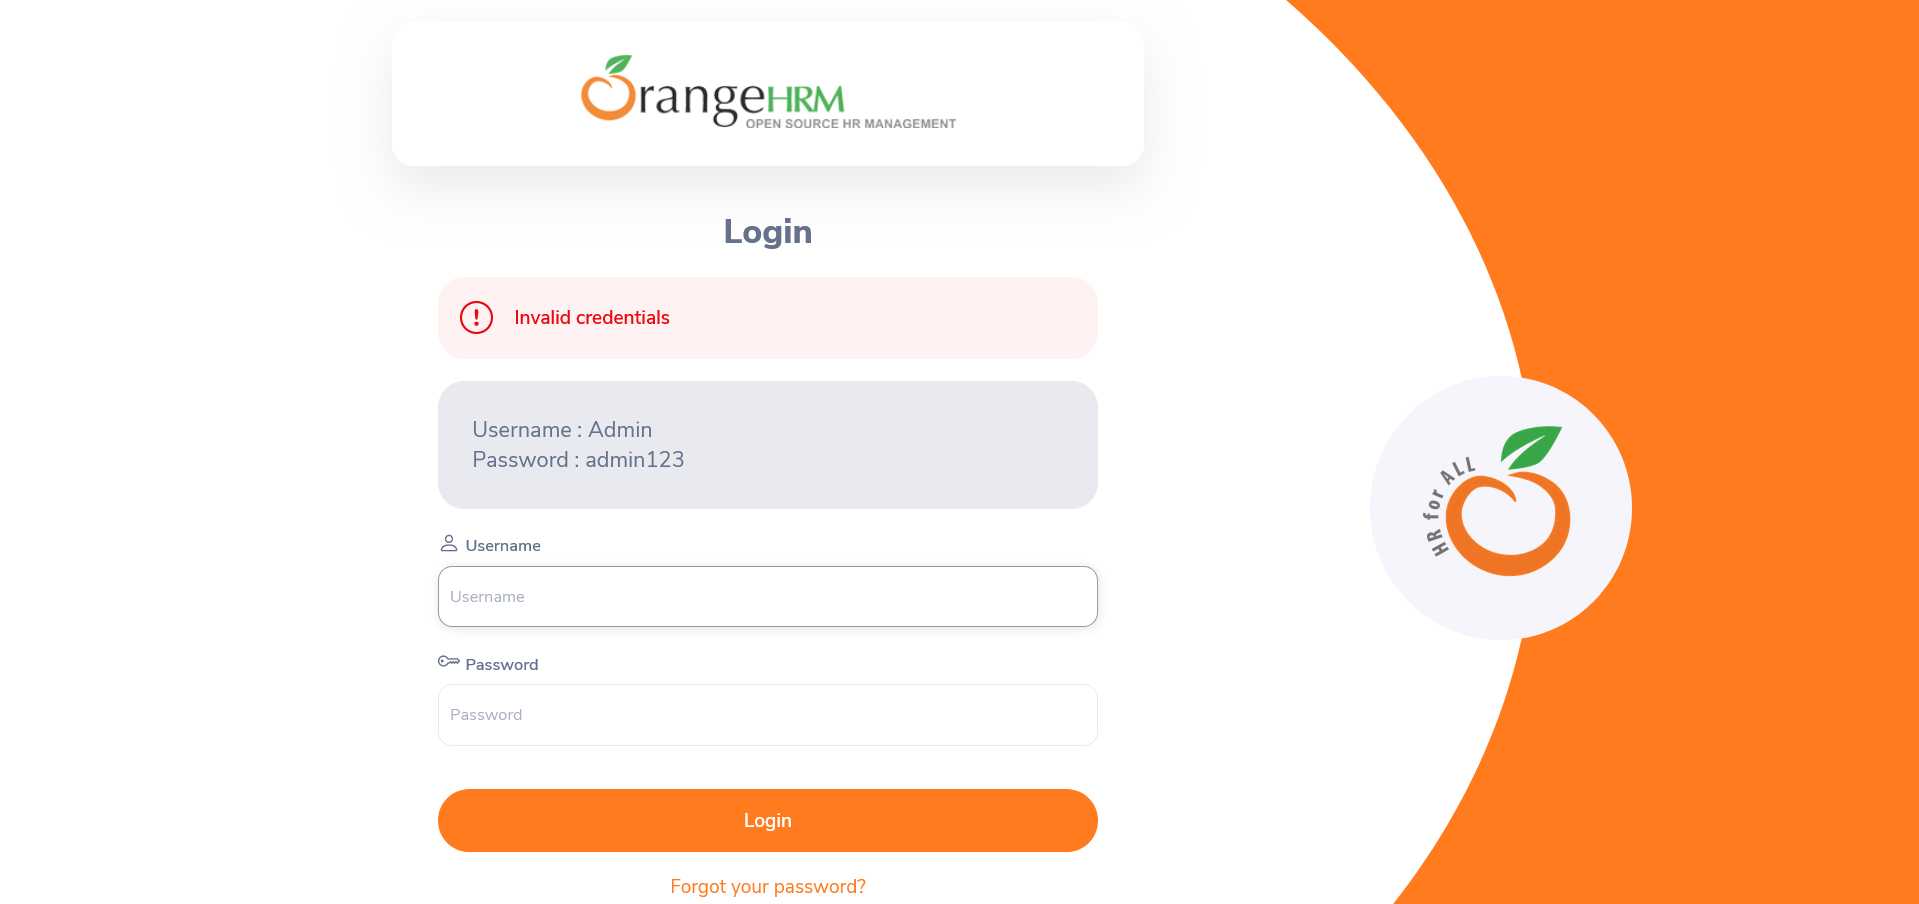 OrangeHRM
OPEN SOURCE HR MANAGEMENT
Login
Invalid credentials
Username : Admin
Password : admin123
Username
Username
Password
Password
Login
Forgot your password?
HR for ALL